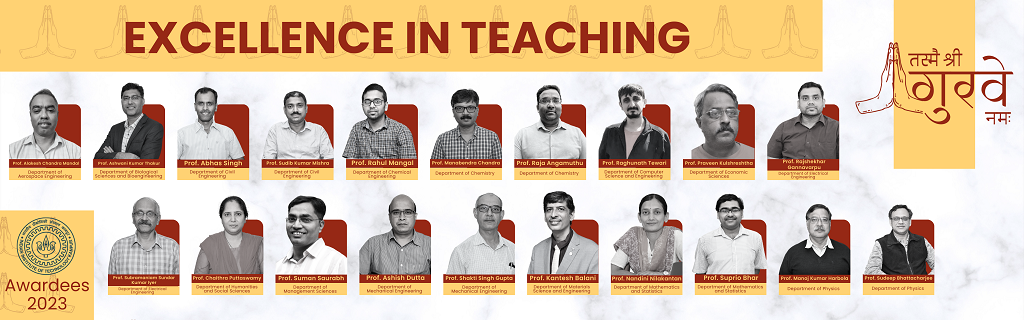 EXCELLENCE IN TEACHING
तस्मै श्री
गुरवे
नमः
Prof. Alakesh Chandra Mandal
Department of
Aerospace Engineering
Prof. Ashwani Kumar Thakur
Department of Biological
Sciences and Bioengineering
Prof. Abhas Singh
Department of Civil
Engineering
Prof. Sudib Kumar Mishra
Department of Civil
Engineering
Prof. Rahul Mangal
Department of Chemical
Engineering
Prof. Manabendra Chandra
Department of Chemistry
Prof. Raja Angamuthu
Department of Chemistry
Prof. Raghunath Tewari
Department of Computer
Science and Engineering
Prof. Praveen Kulshreshtha
Department of Economic
Sciences
Prof. Rajshekhar
Gannavarpu
Department of Electrical
Engineering
Prof. Subramaniam Sundar
Kumar Iyer
Department of Electrical
Engineering
Prof. Chaithra Puttaswamy
Department of Humanities
and Social Sciences
Prof. Suman Saurabh
Department of
Management Sciences
Prof. Ashish Dutta
Department of
Mechanical Engineering
Prof. Shakti Singh Gupta
Department of
Mechanical Engineering
Prof. Kantesh Balani
Department of Materials
Science and Engineering
Prof. Nandini Nilakantan
Department of Mathematics
and Statistics
Prof. Suprio Bhar
Department of Mathematics
and Statistics
Prof. Manoj Kumar Harbola
Department of Physics
Prof. Sudeep Bhattacharjee
Department of Physics
Awardees
2023